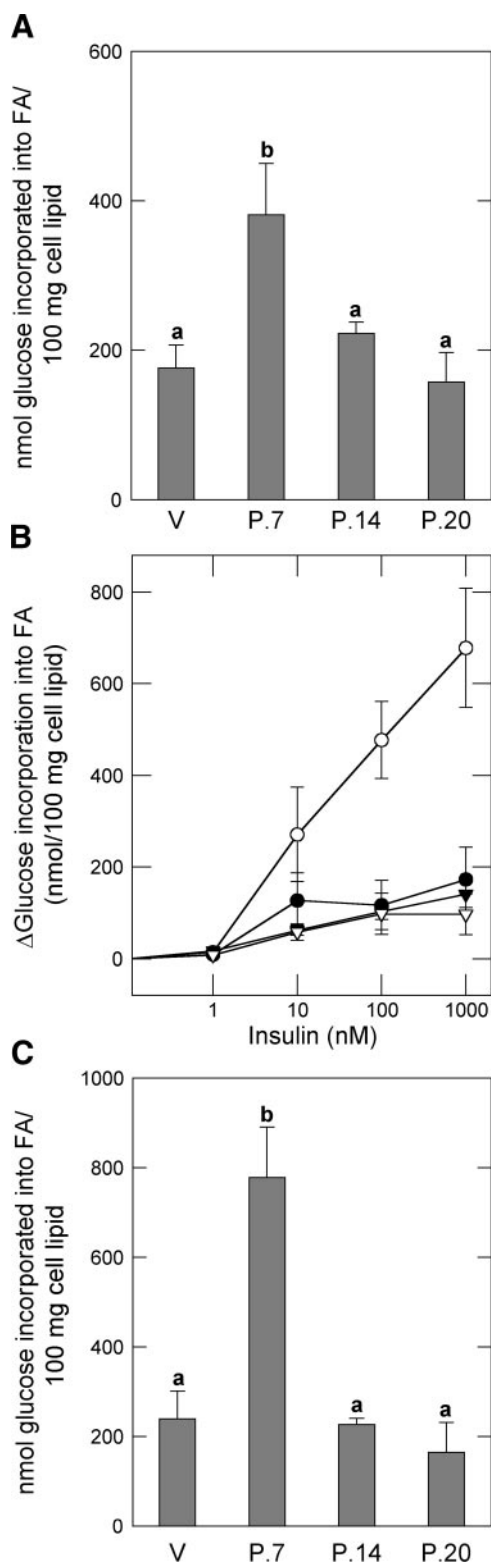 A
nmol glucose incorporated into FA/
100 mg cell lipid
600
400
200
0
a
b
a
a
V P.7 P.14 P.20
B
ΔGlucose incorporation into FA
(nmol/100 mg cell lipid)
800
600
400
200
0
1 10 100 1000
Insulin (nM)
C
nmol glucose incorporated into FA/
100 mg cell lipid
1000
800
600
400
200
0
a
b
a
a
V P.7 P.14 P.20